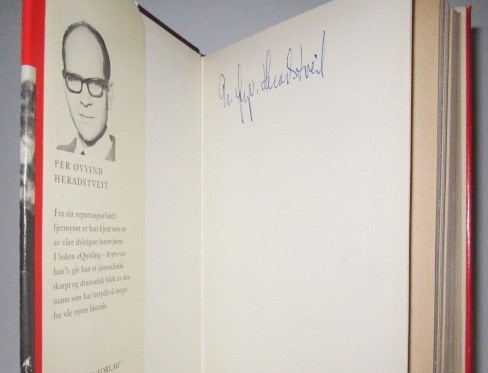 PER OYVIND
HERADSTVEIT
Fra sitt reportasjearbeid i
fjernsynet er han kjent som en
av våre dyktigste intervjuere.
I boken «Quisling – hvem var
han?» gir han et journalistisk
skarpt og dramatisk bilde av den
mann som har betydd så meget
for vår nyere historie.
Per Øyv. Heradstveit